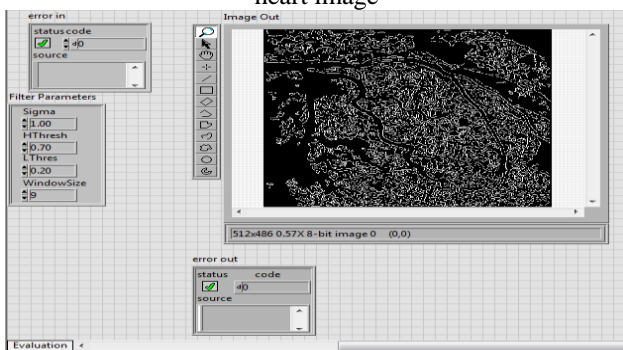 heart image
error in
status code
d0
source
Filter Parameters
Sigma
1.00
HThresh
0.70
LThres
0.20
WindowSize
9
Image Out
512x486 0.57X 8-bit image 0 (0,0)
error out
status code
d0
source
Evaluation